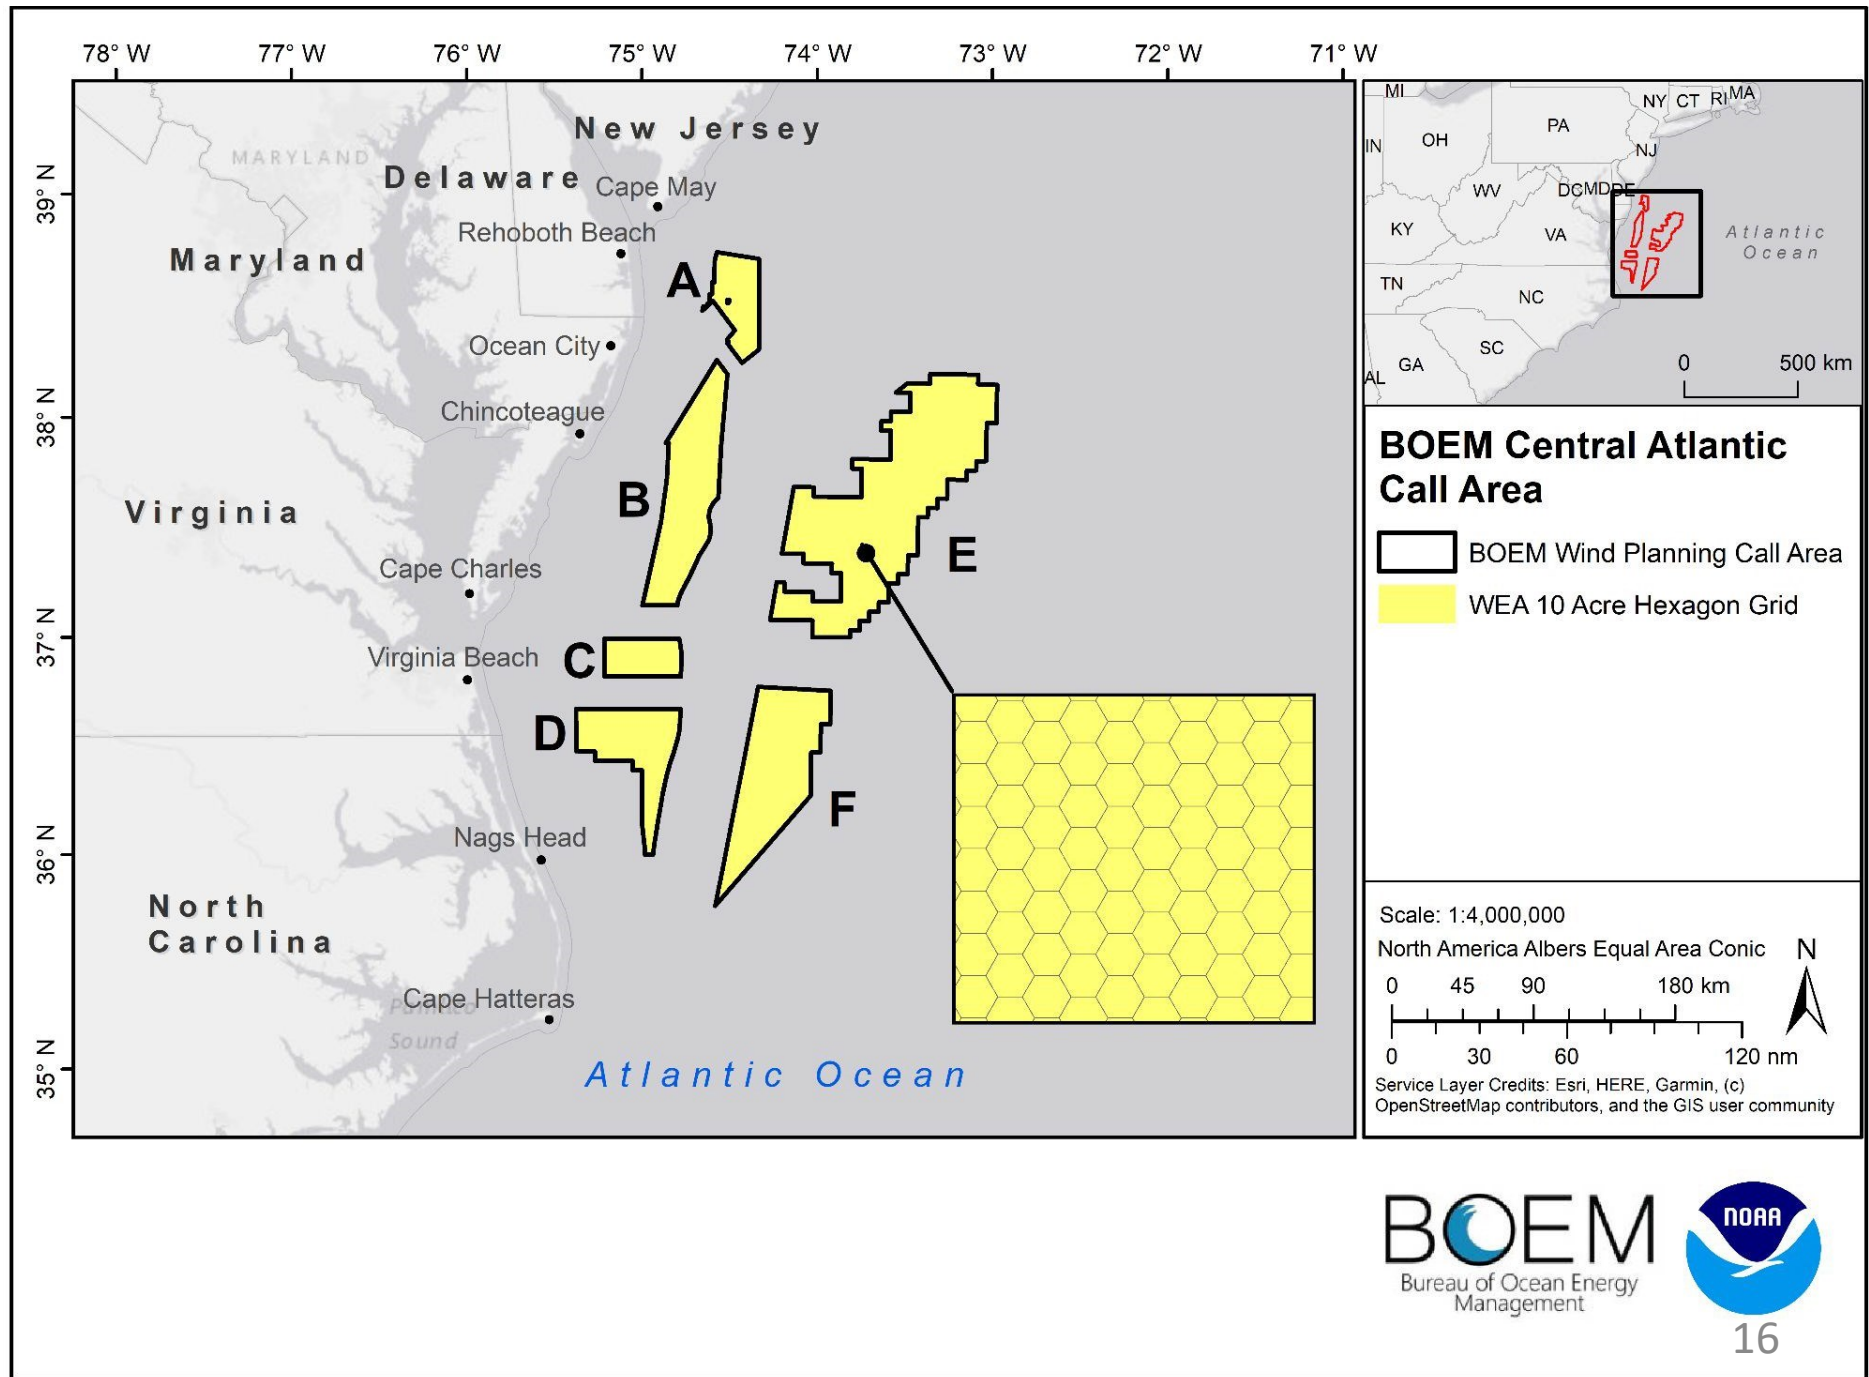 78° W 77° W 76° W 75° W 74° W 73° W 72° W 71° W
39° N
38° N
37° N
36° N
35° N
New Jersey
MARYLAND
Delaware
Cape May
Rehoboth Beach
Maryland
A
Ocean City
Chincoteague
B
Virginia
E
Cape Charles
C
Virginia Beach
D
F
Nags Head
North
Carolina
Cape Hatteras
Pamlico
Sound
Atlantic Ocean
MI
NY CT RI MA
PA
IN
OH
NJ
WV
DC MD DE
KY
VA
Atlantic
Ocean
TN
NC
SC
GA
AL
0 500 km
BOEM Central Atlantic
Call Area
BOEM Wind Planning Call Area
WEA 10 Acre Hexagon Grid
Scale: 1:4,000,000
North America Albers Equal Area Conic
N
0 45 90 180 km
0 30 60 120 nm
Service Layer Credits: Esri, HERE, Garmin, (c)
OpenStreetMap contributors, and the GIS user community
BOEM
Bureau of Ocean Energy
Management
NOAA
16